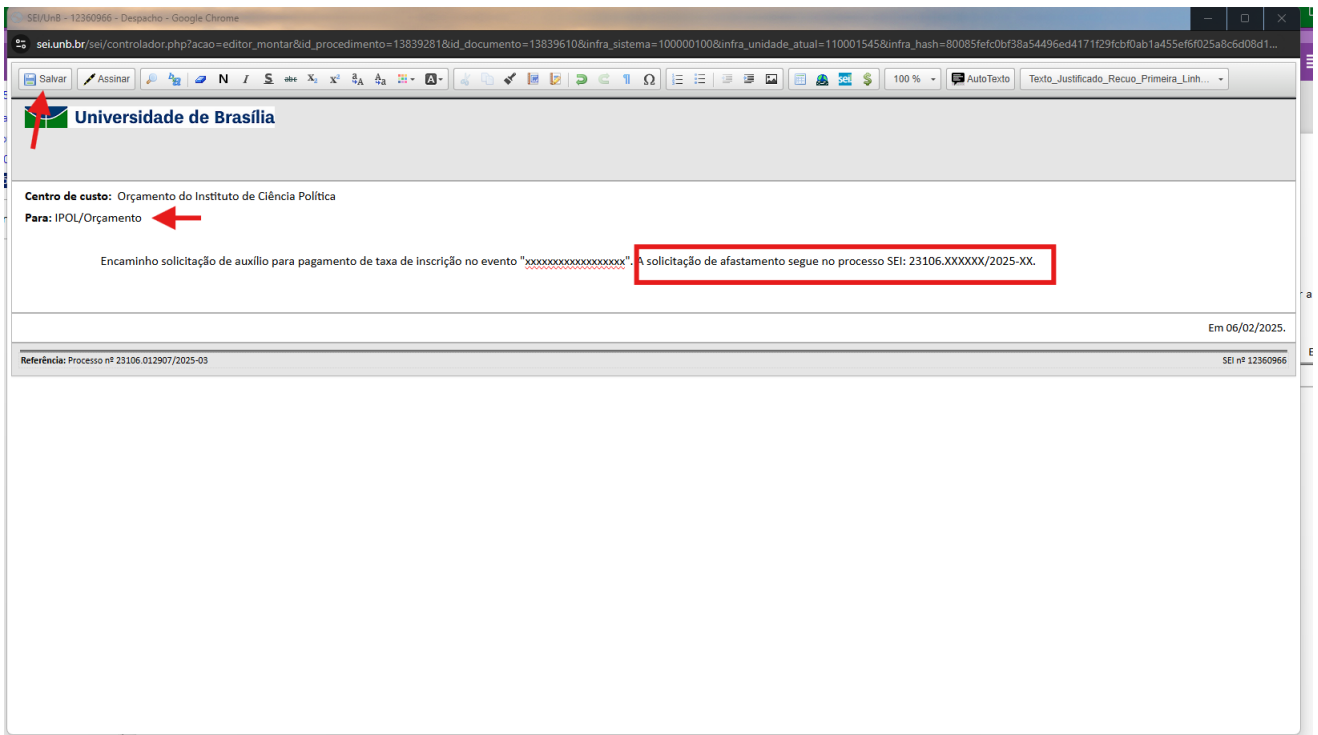 SEI/UnB - 12360966 - Despacho - Google Chrome
sei.unb.br/sei/controlador.php?acao=editor_montar&id_procedimento=13839281&id_documento=13839610&infra_sistema=100000100&infra_unidade_atual=110001545&infra_hash=80085fefc0bf38a54496ed4171f29fcbf0ab1a455ef6f025a8c6d08d1...
Salvar Assinar N I S abc X₂ X² 100 % AutoTexto Texto_Justificado_Recuo_Primeira_Linh...
Universidade de Brasília
Centro de custo: Orçamento do Instituto de Ciência Política
Para: IPOL/Orçamento
Encaminho solicitação de auxílio para pagamento de taxa de inscrição no evento "xxxxxxxxxxxxxxxxxx". A solicitação de afastamento segue no processo SEI: 23106.XXXXXX/2025-XX.
Em 06/02/2025.
Referência: Processo nº 23106.012907/2025-03
SEI nº 12360966